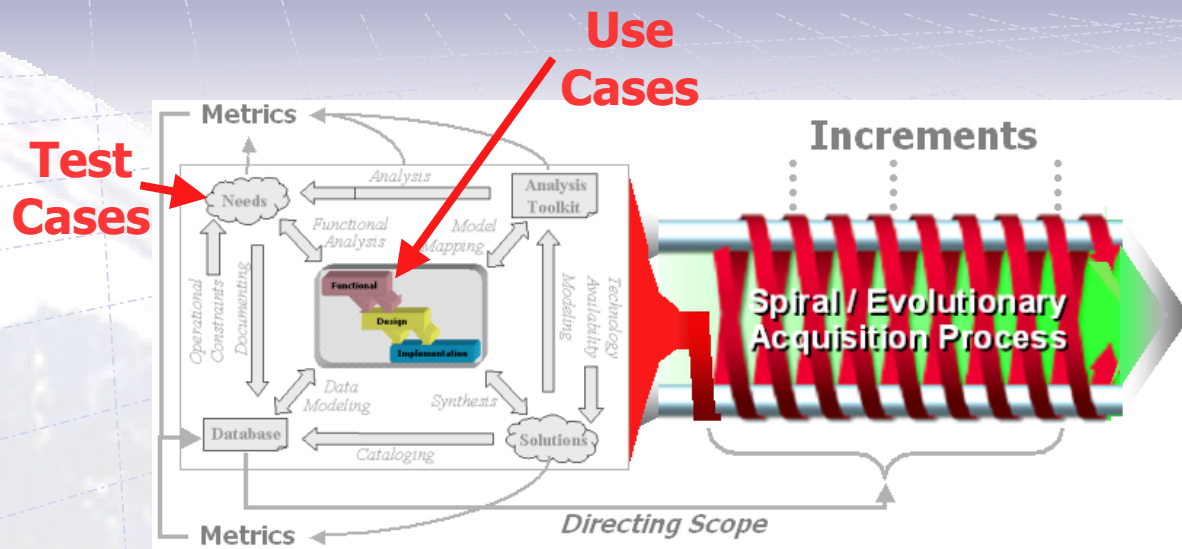 Use
Cases
Metrics
Increments
Test
Cases
Analysis
Needs
Analysis
Toolkit
Functional
Analysis
Model
Mapping
Functional
Design
Implementation
Operational
Constraints
Documenting
Modeling
Technology
Availability
Spiral / Evolutionary
Acquisition Process
Data
Modeling
Synthesis
Database
Solutions
Cataloging
Directing Scope
Metrics